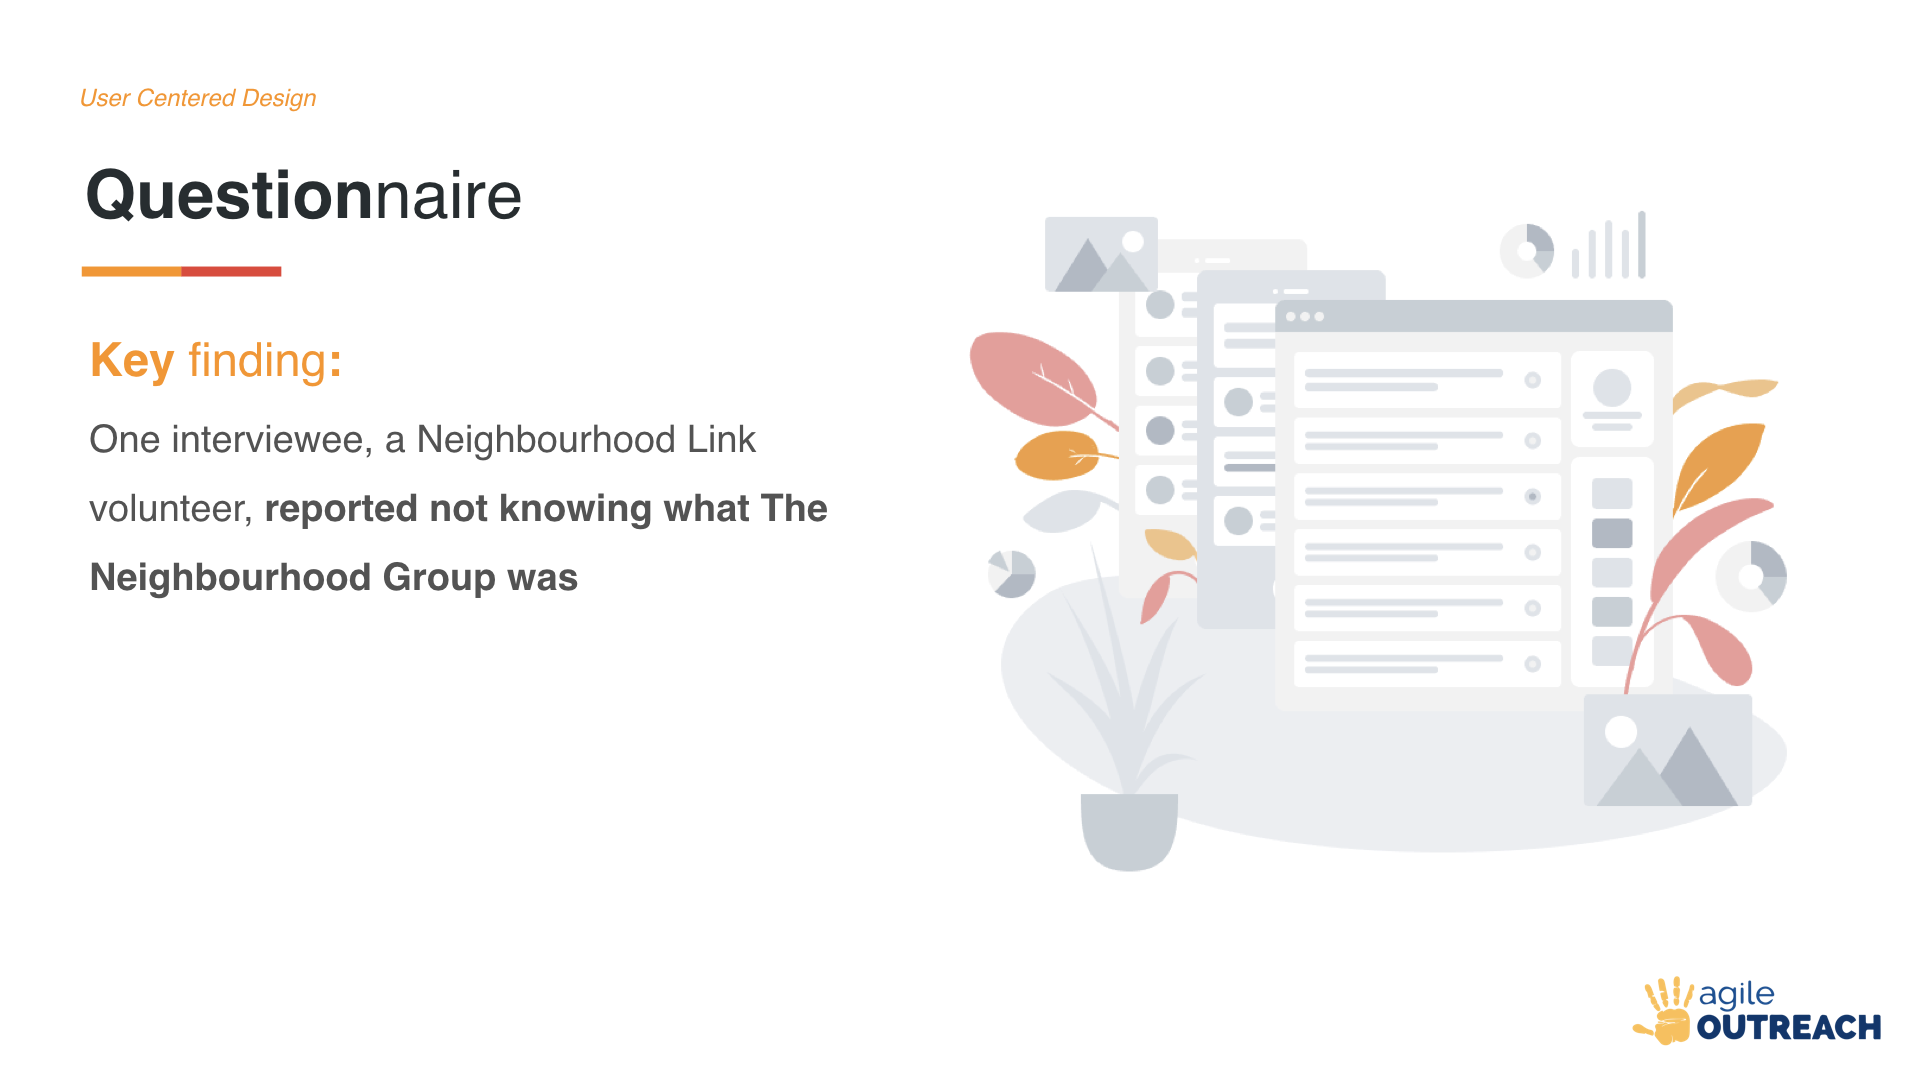 User Centered Design
Questionnaire
Key finding:
One interviewee, a Neighbourhood Link
volunteer, reported not knowing what The
Neighbourhood Group was
agile
OUTREACH